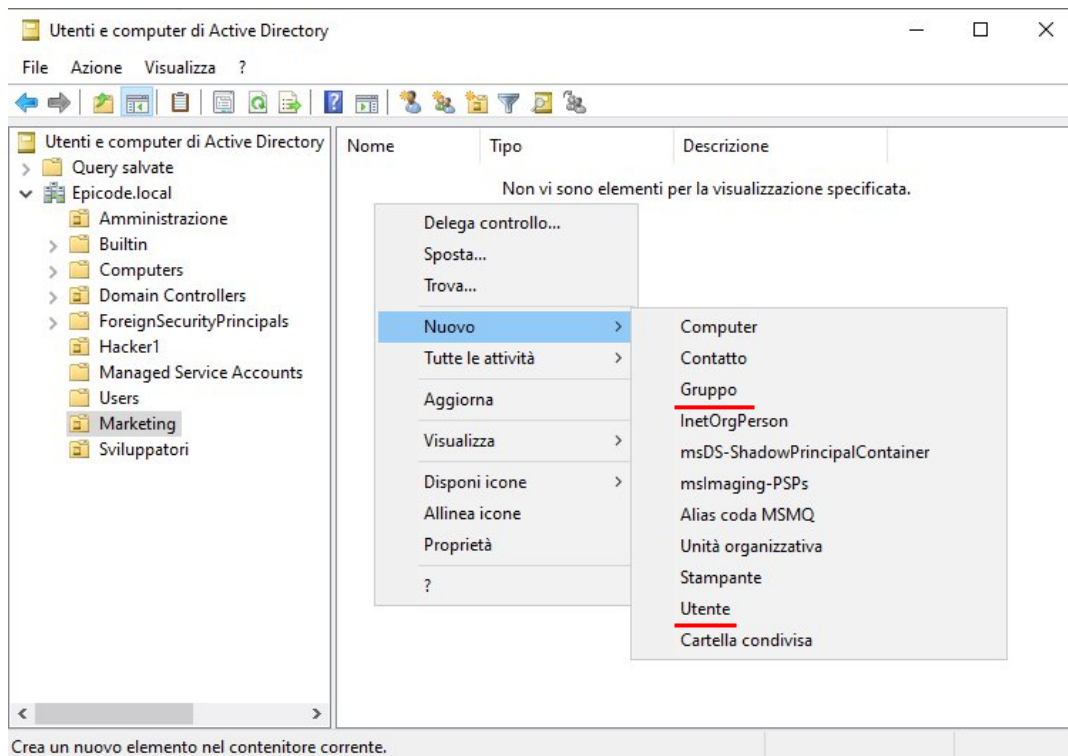 Utenti e computer di Active Directory
File Azione Visualizza ?
Utenti e computer di Active Directory
Query salvate
Epicode.local
Amministrazione
Builtin
Computers
Domain Controllers
ForeignSecurityPrincipals
Hacker1
Managed Service Accounts
Users
Marketing
Sviluppatori
Nome Tipo Descrizione
Non vi sono elementi per la visualizzazione specificata.
Delega controllo...
Sposta...
Trova...
Nuovo
Tutte le attività
Aggiorna
Visualizza
Disponi icone
Allinea icone
Proprietà
?
Computer
Contatto
Gruppo
InetOrgPerson
msDS-ShadowPrincipalContainer
msImaging-PSPs
Alias coda MSMQ
Unità organizzativa
Stampante
Utente
Cartella condivisa
Crea un nuovo elemento nel contenitore corrente.